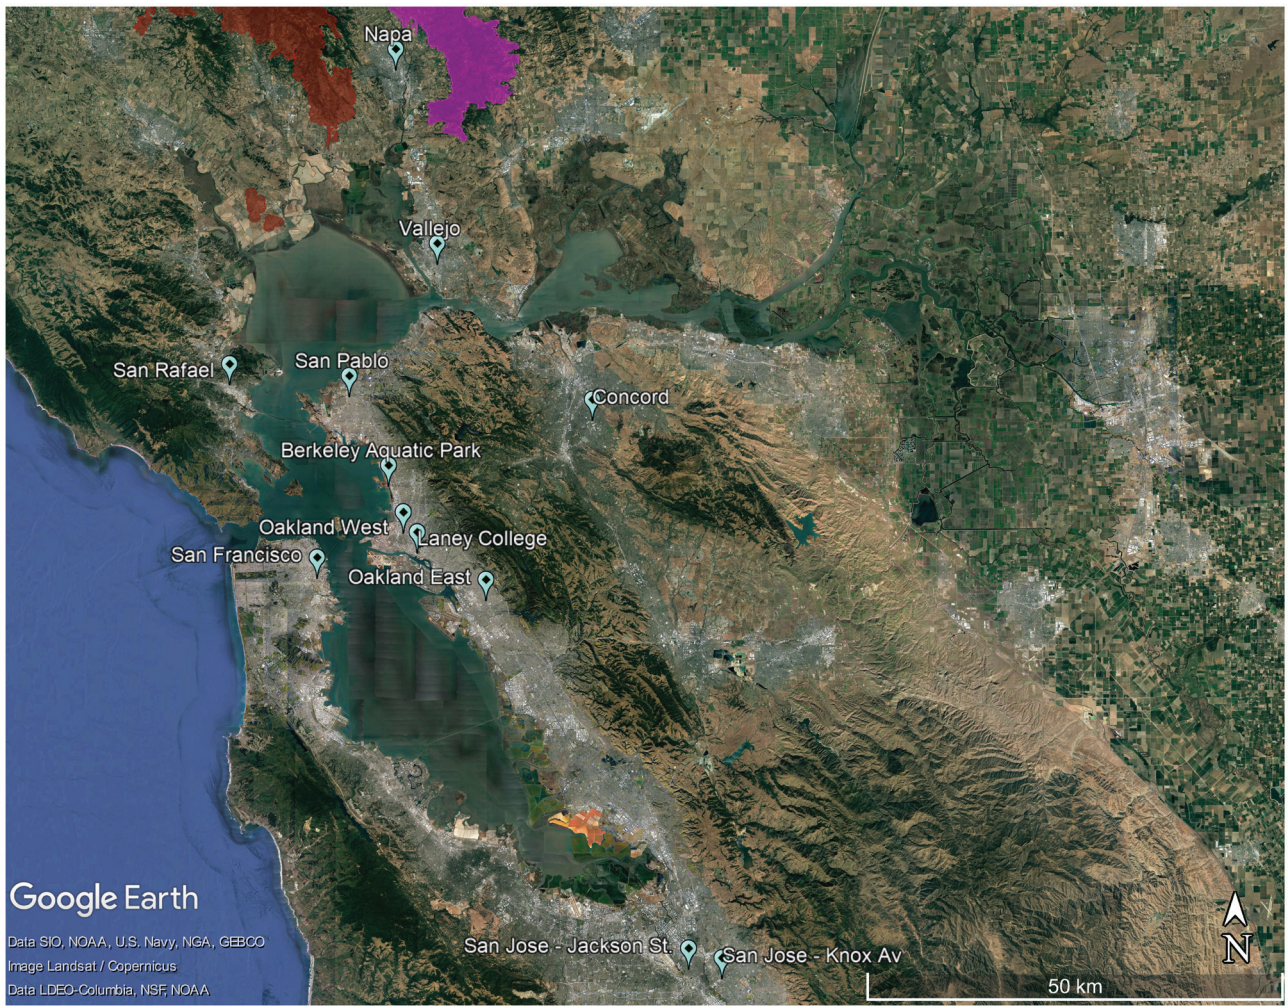 Napa
Vallejo
San Rafael
San Pablo
Concord
Berkeley Aquatic Park
Oakland West
Laney College
San Francisco
Oakland East
Google Earth
Data SIO, NOAA, U.S. Navy, NGA, GEBCO
Image Landsat / Copernicus
Data LDEO-Columbia, NSF, NOAA
San Jose - Jackson St.
San Jose - Knox Av
N
50 km